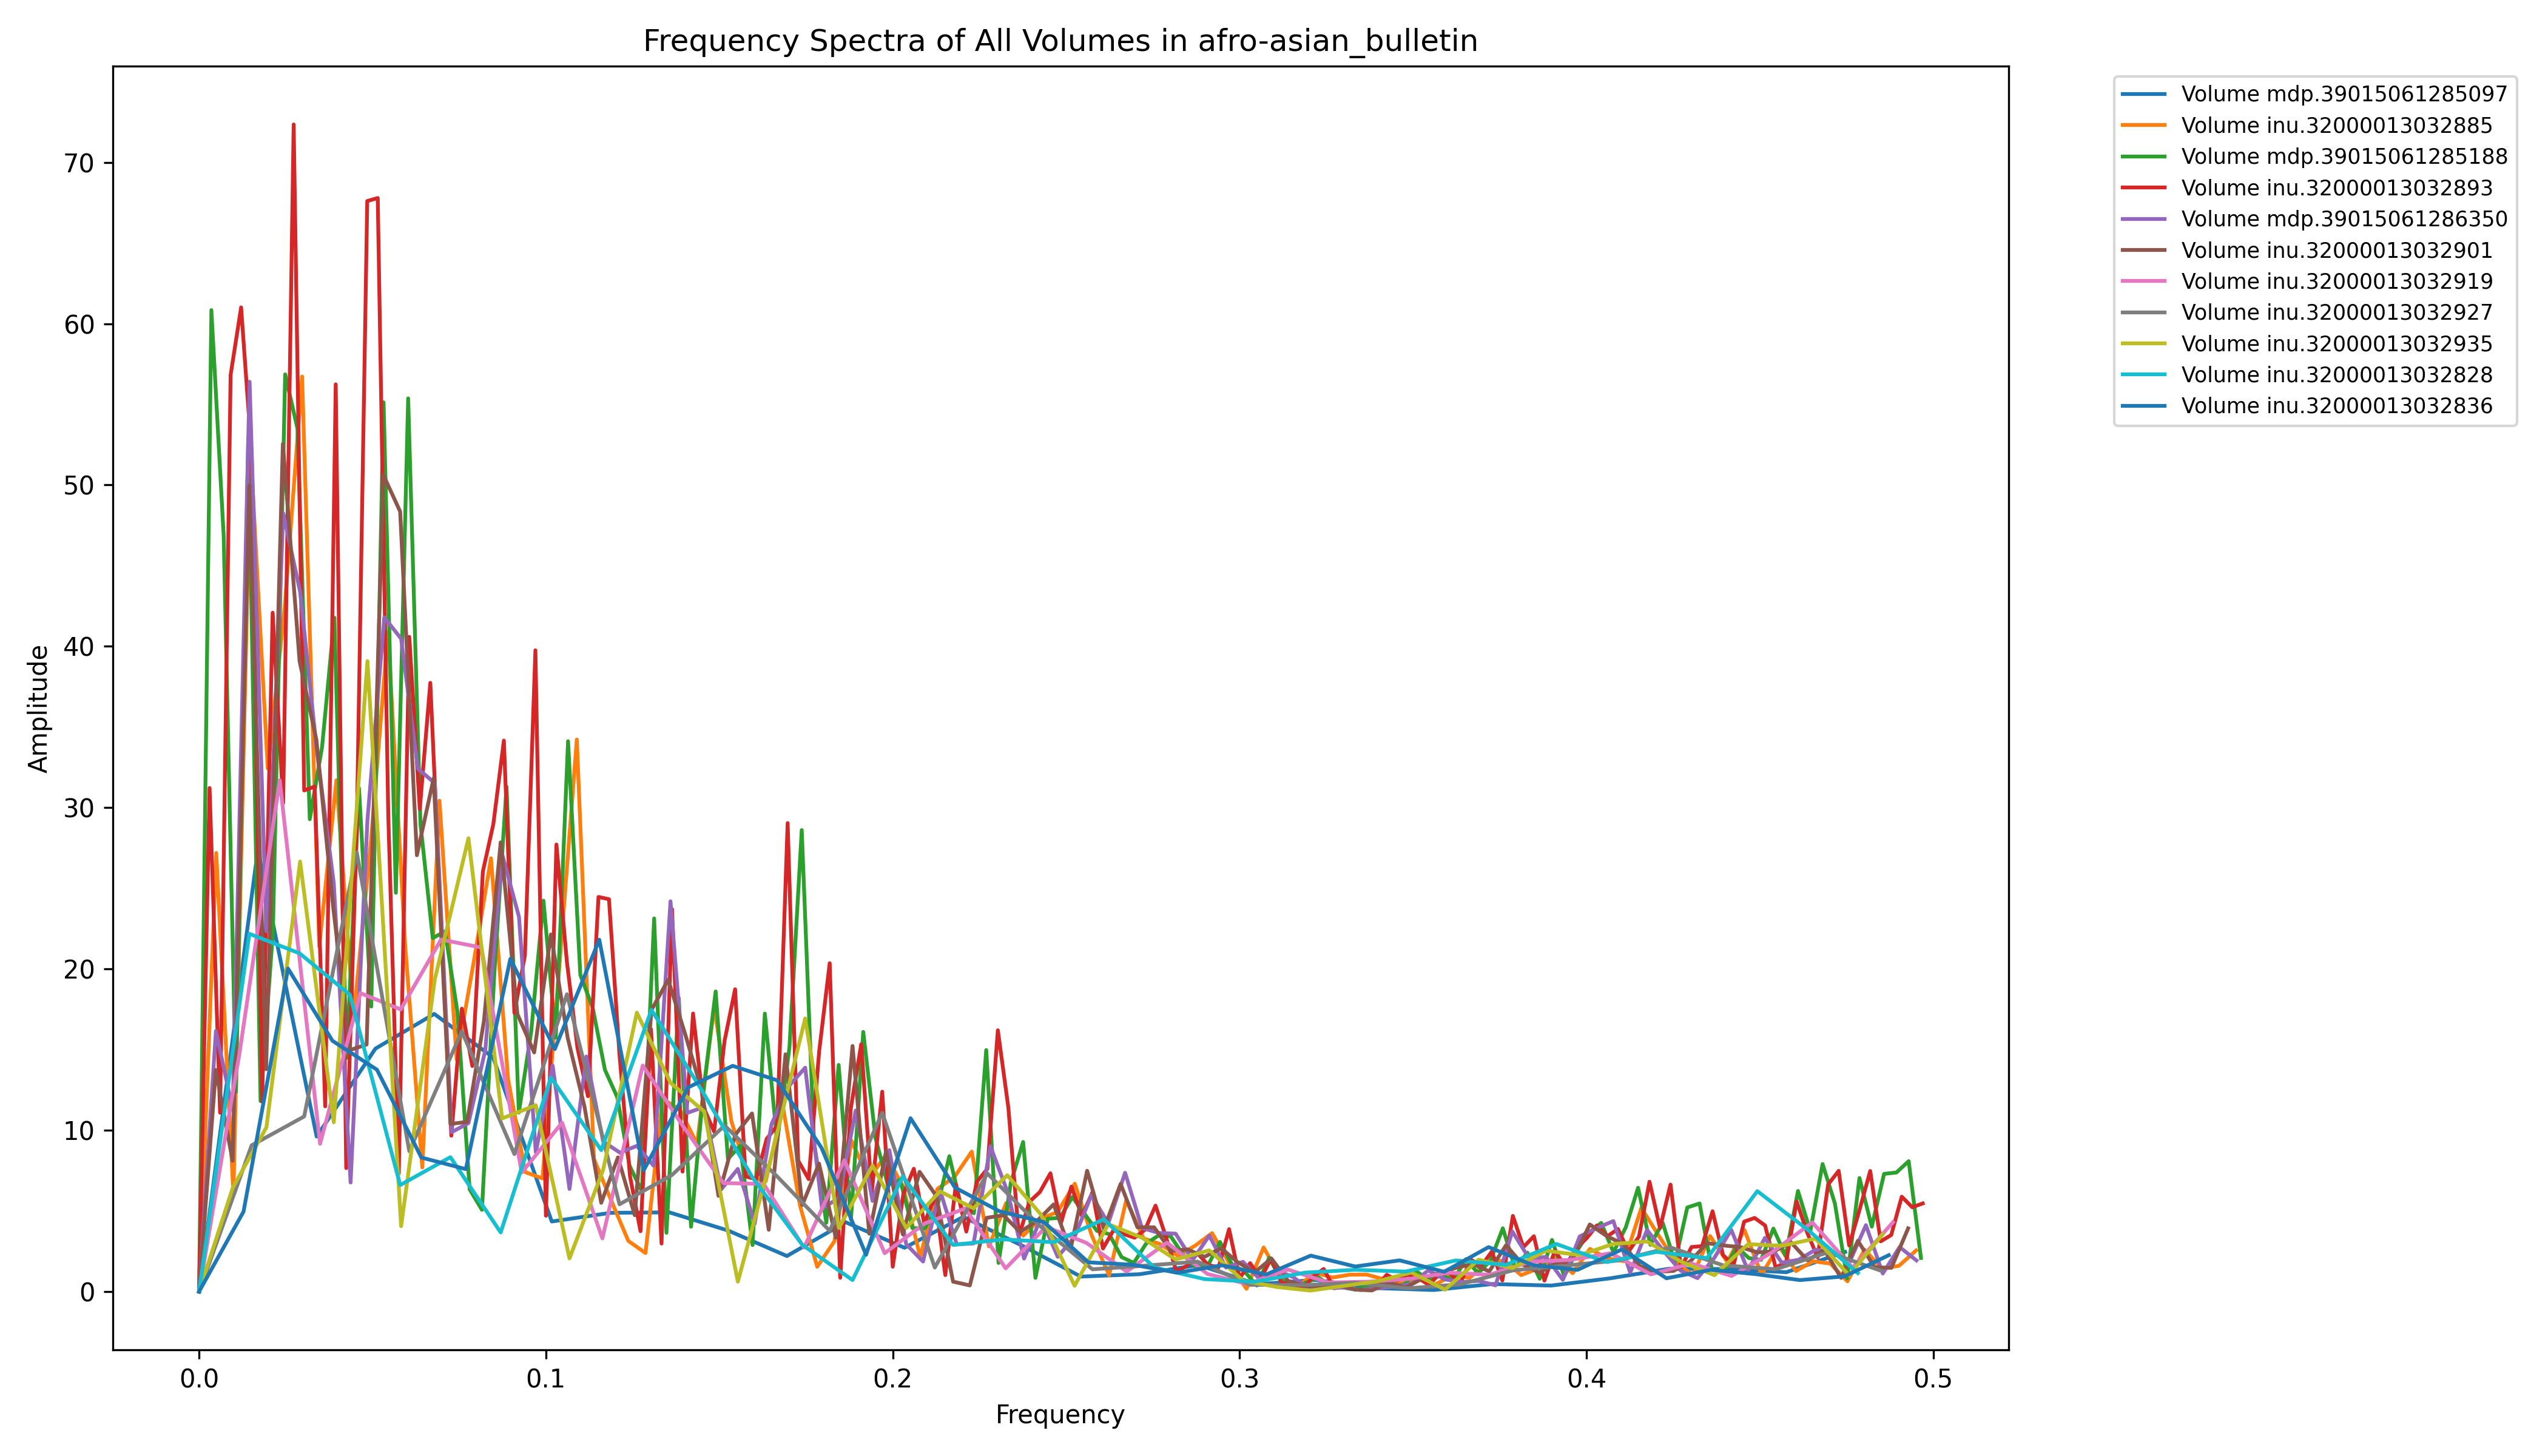 Frequency Spectra of All Volumes in afro-asian_bulletin
Amplitude
70
60
50
40
30
20
10
0
0.0 0.1 0.2 0.3 0.4 0.5
Frequency
Volume mdp.39015061285097
Volume inu.32000013032885
Volume mdp.39015061285188
Volume inu.32000013032893
Volume mdp.39015061286350
Volume inu.32000013032901
Volume inu.32000013032919
Volume inu.32000013032927
Volume inu.32000013032935
Volume inu.32000013032828
Volume inu.32000013032836